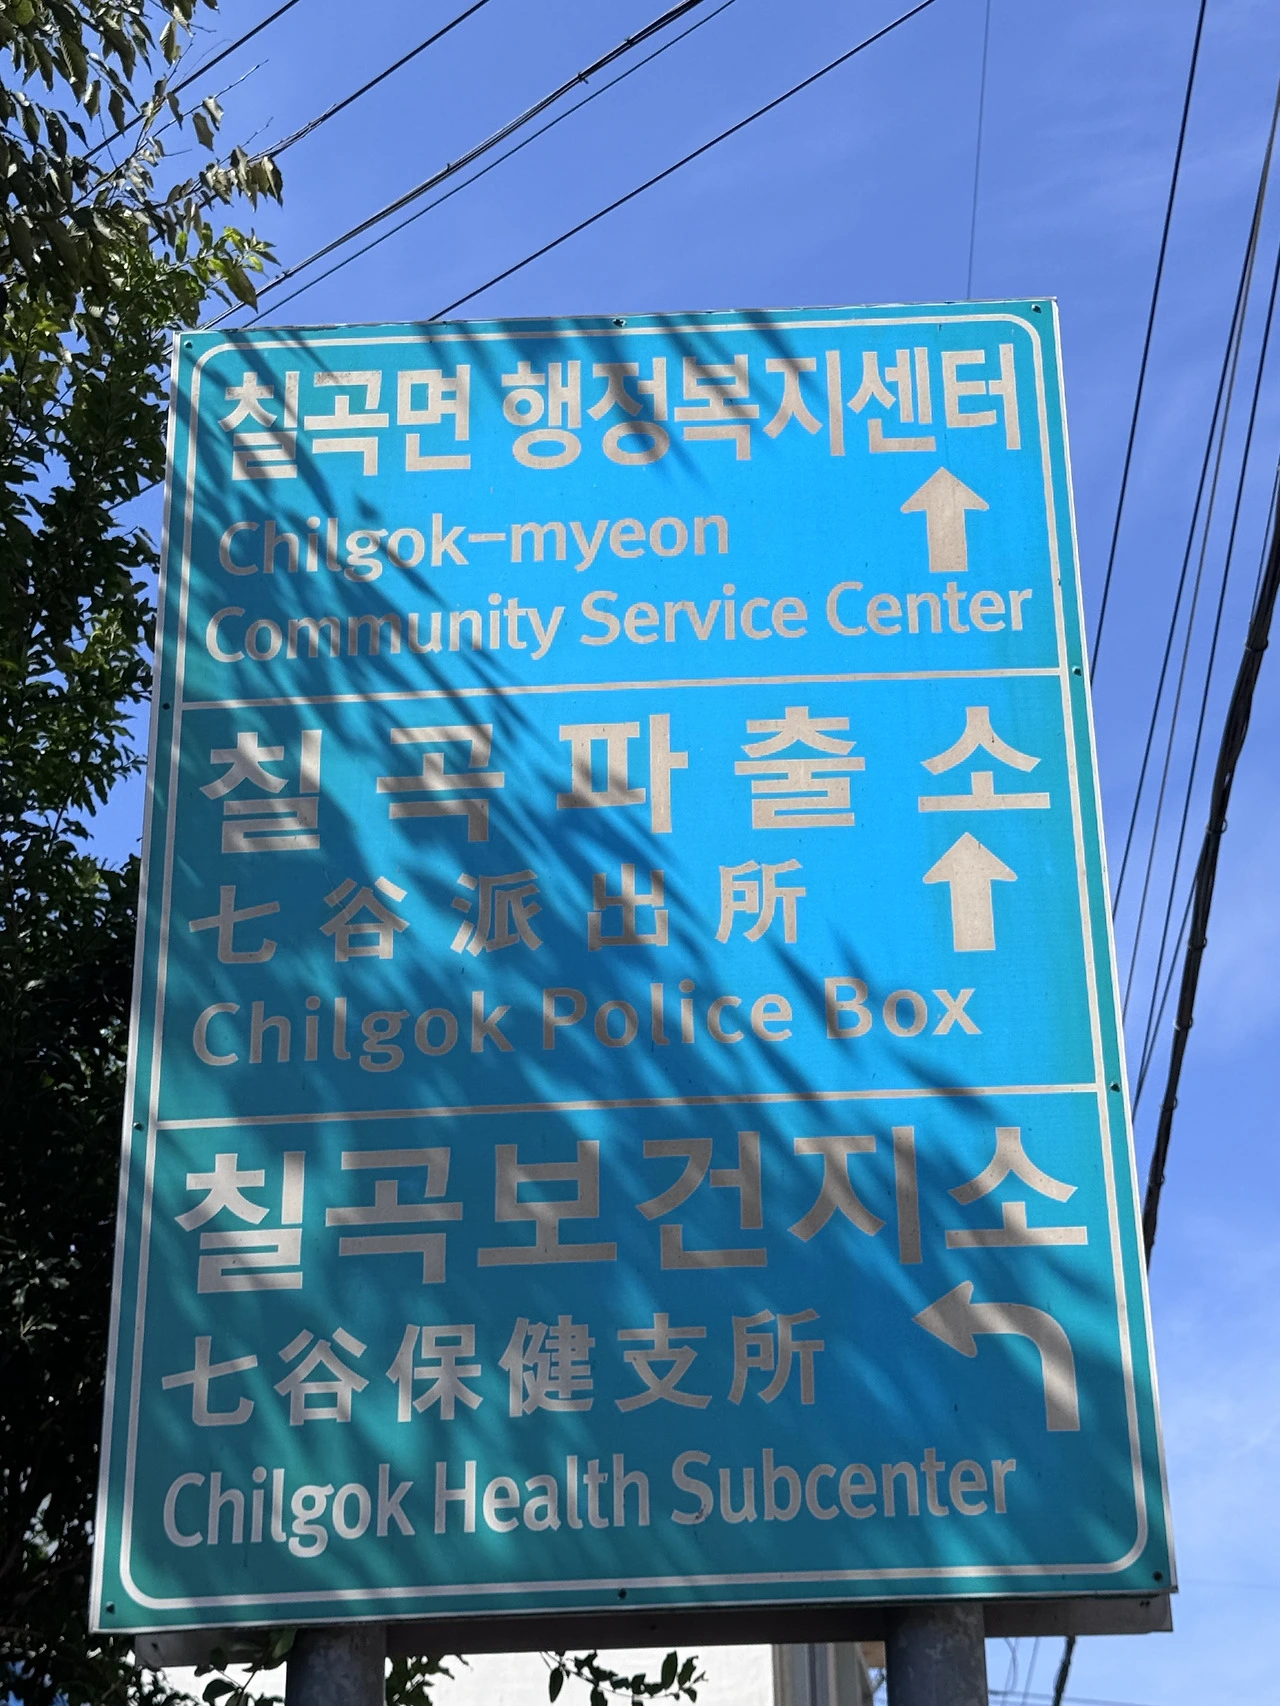 칠곡면 행정복지센터
Chilgok-myeon
Community Service Center
칠곡파출소
七谷派出所
Chilgok Police Box
칠곡보건지소
七谷保健支所
Chilgok Health Subcenter